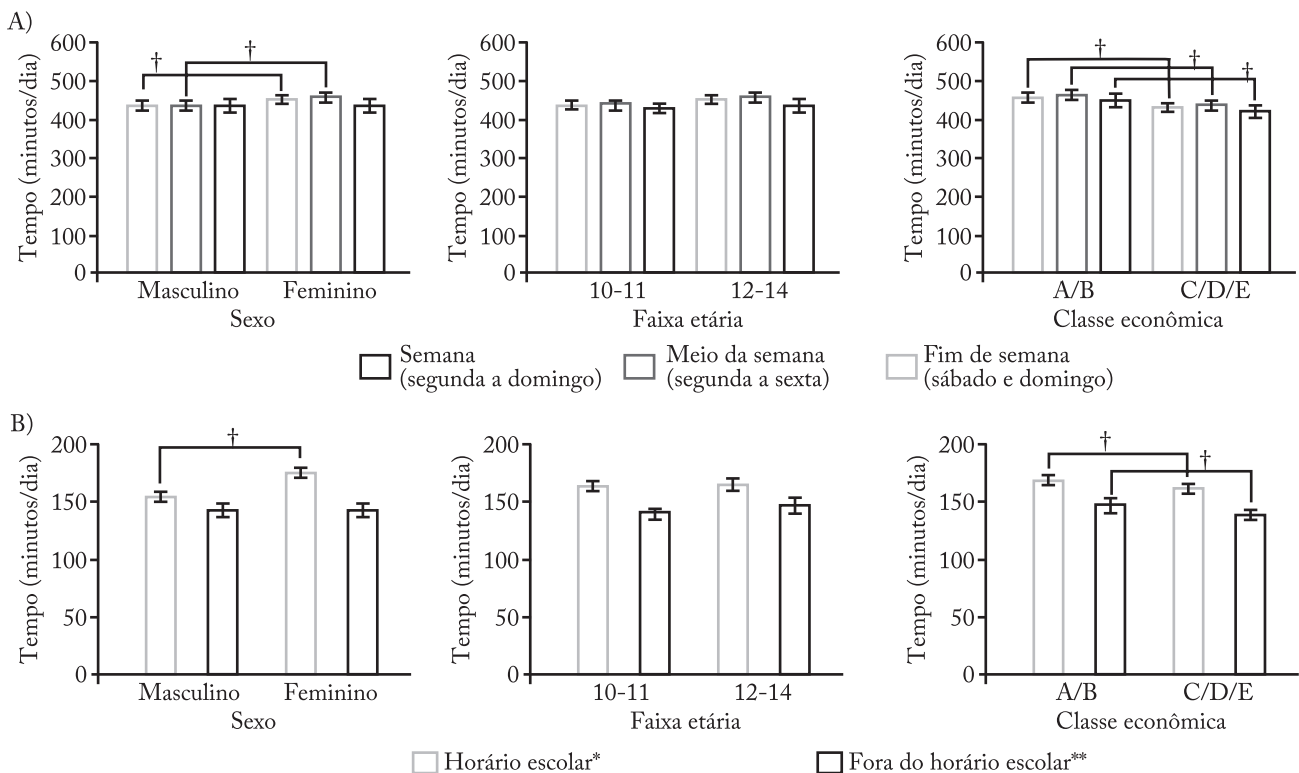 A)
Tempo (minutos/dia)
600
500
400
300
200
100
0
†
†
Masculino Feminino
Sexo
Tempo (minutos/dia)
600
500
400
300
200
100
0
10-11 12-14
Faixa etária
Tempo (minutos/dia)
600
500
400
300
200
100
0
†
†
†
A/B C/D/E
Classe econômica
Semana
(segunda a domingo)
Meio da semana
(segunda a sexta)
Fim de semana
(sábado e domingo)
B)
Tempo (minutos/dia)
200
150
100
50
0
†
Masculino Feminino
Sexo
Tempo (minutos/dia)
200
150
100
50
0
10-11 12-14
Faixa etária
Tempo (minutos/dia)
200
150
100
50
0
†
†
A/B C/D/E
Classe econômica
Horário escolar*
Fora do horário escolar**